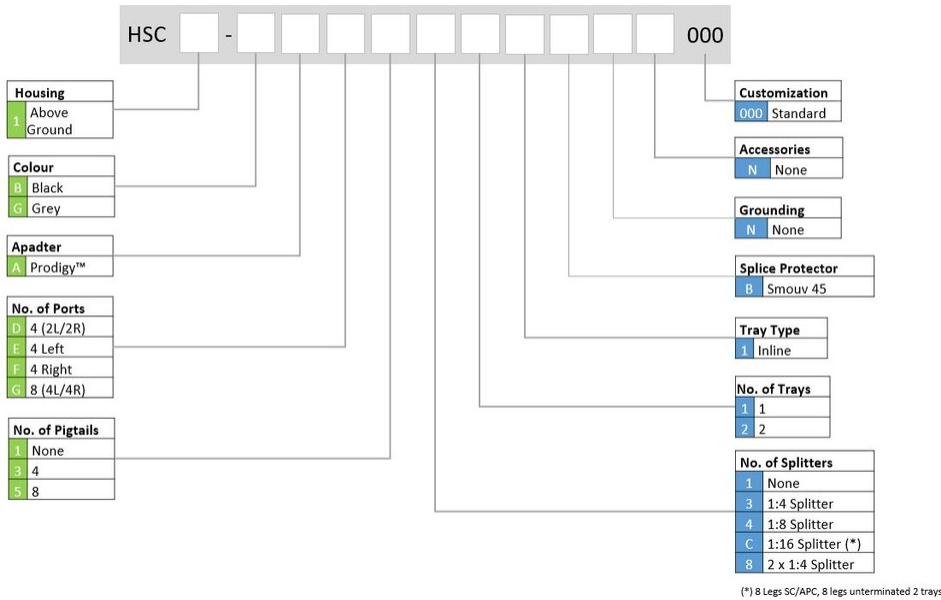 HSC - 000
Housing
1 Above
Ground
Colour
B Black
G Grey
Apadter
A Prodigy™
No. of Ports
D 4 (2L/2R)
E 4 Left
F 4 Right
G 8 (4L/4R)
No. of Pigtails
1 None
3 4
5 8
Customization
000 Standard
Accessories
N None
Grounding
N None
Splice Protector
B Smouv 45
Tray Type
1 Inline
No. of Trays
1 1
2 2
No. of Splitters
1 None
3 1:4 Splitter
4 1:8 Splitter
C 1:16 Splitter (*)
8 2 x 1:4 Splitter
(*) 8 Legs SC/APC, 8 legs unterminated 2 trays